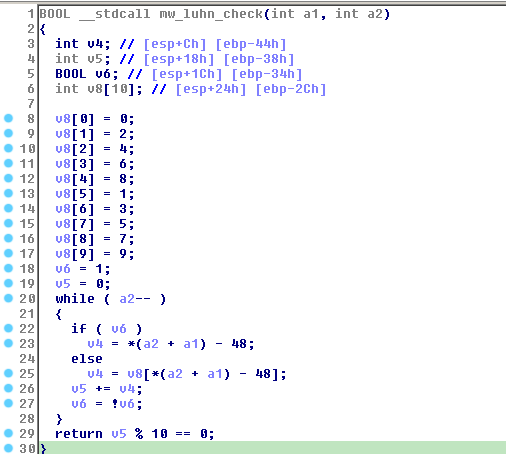 1 BOOL __stdcall mw_luhn_check(int a1, int a2)
2 {
3 int v4; // [esp+Ch] [ebp-44h]
4 int v5; // [esp+18h] [ebp-38h]
5 BOOL v6; // [esp+1Ch] [ebp-34h]
6 int v8[10]; // [esp+24h] [ebp-2Ch]
7
8 v8[0] = 0;
9 v8[1] = 2;
10 v8[2] = 4;
11 v8[3] = 6;
12 v8[4] = 8;
13 v8[5] = 1;
14 v8[6] = 3;
15 v8[7] = 5;
16 v8[8] = 7;
17 v8[9] = 9;
18 v6 = 1;
19 v5 = 0;
20 while ( a2-- )
21 {
22 if ( v6 )
23 v4 = *(a2 + a1) - 48;
24 else
25 v4 = v8[*(a2 + a1) - 48];
26 v5 += v4;
27 v6 = !v6;
28 }
29 return v5 % 10 == 0;
30 }